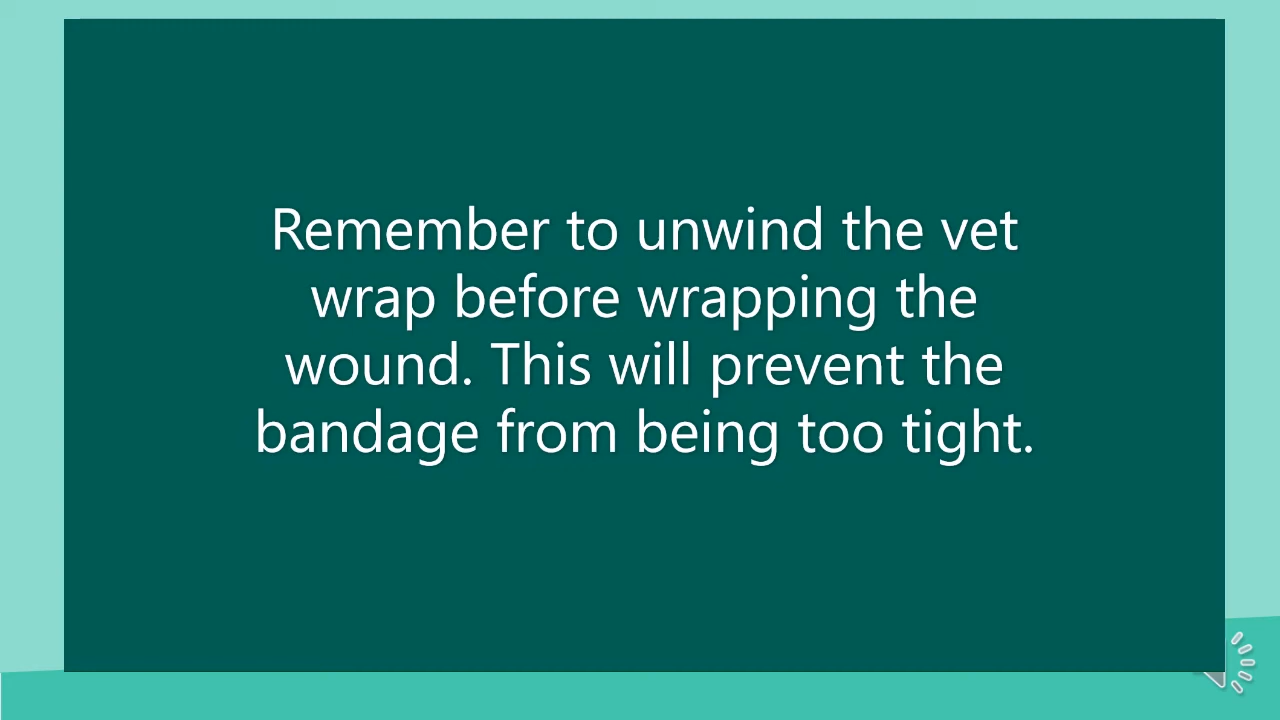 Remember to unwind the vet
wrap before wrapping the
wound. This will prevent the
bandage from being too tight.